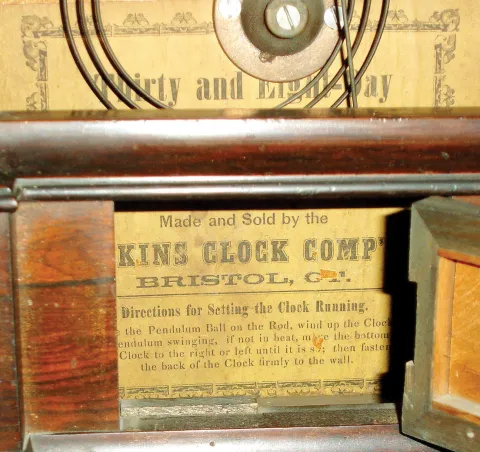 Thirty and Eight-Day
Made and Sold by the
KINS CLOCK COMP'
BRISTOL, CT.
Directions for Setting the Clock Running.
the Pendulum Ball on the Rod, wind up the Clock
endulum swinging, if not in beat, move the bottom
Clock to the right or left until it is so; then fasten
the back of the Clock firmly to the wall.